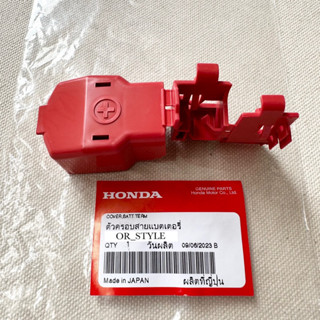 HONDA
GENUINE PARTS
Honda Motor Co., Ltd.
COVER,BATT.TERM
ตัวครอบสายแบตเตอรี่
OR_STYLE
QTY 1 วันผลิต 09/06/2023 B
Made in JAPAN ผลิตที่ญี่ปุ่น